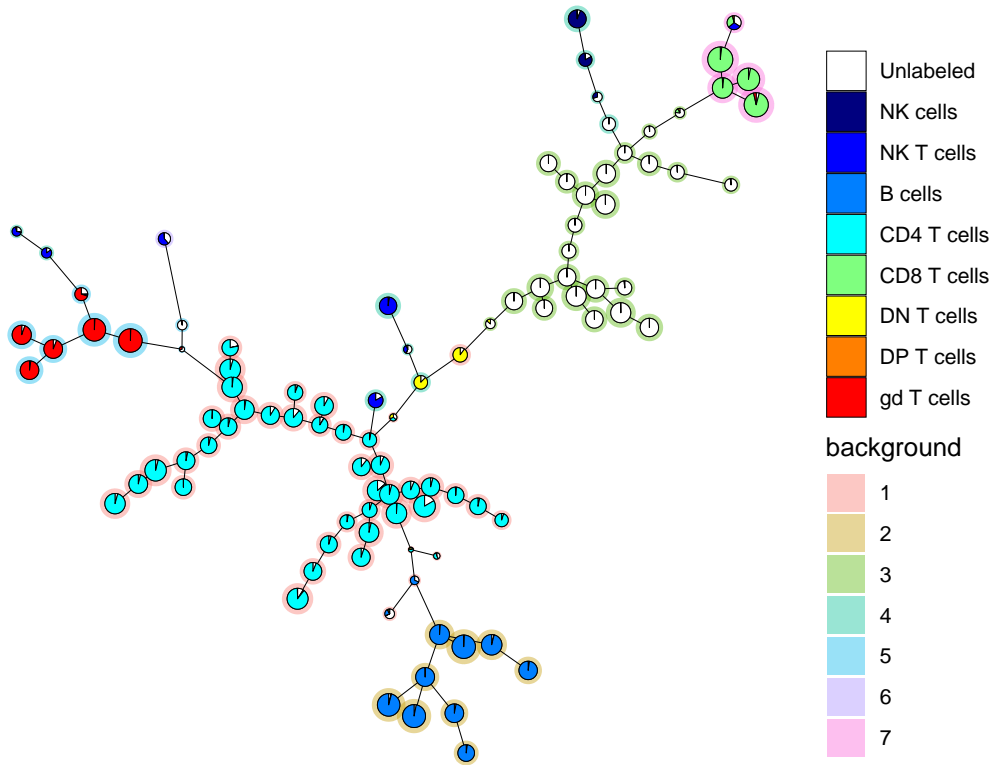 Unlabeled
NK cells
NK T cells
B cells
CD4 T cells
CD8 T cells
DN T cells
DP T cells
gd T cells
background
1
2
3
4
5
6
7